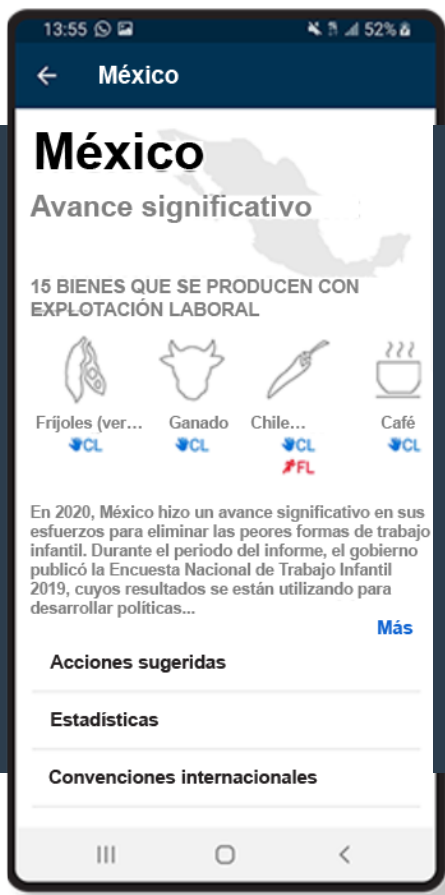 13:55 52%
México
México
Avance significativo
15 BIENES QUE SE PRODUCEN CON
EXPLOTACIÓN LABORAL
Fríjoles (ver... Ganado Chile... Café
CL CL CL CL
FL
En 2020, México hizo un avance significativo en sus
esfuerzos para eliminar las peores formas de trabajo
infantil. Durante el periodo del informe, el gobierno
publicó la Encuesta Nacional de Trabajo Infantil
2019, cuyos resultados se están utilizando para
desarrollar políticas...
Más
Acciones sugeridas
Estadísticas
Convenciones internacionales